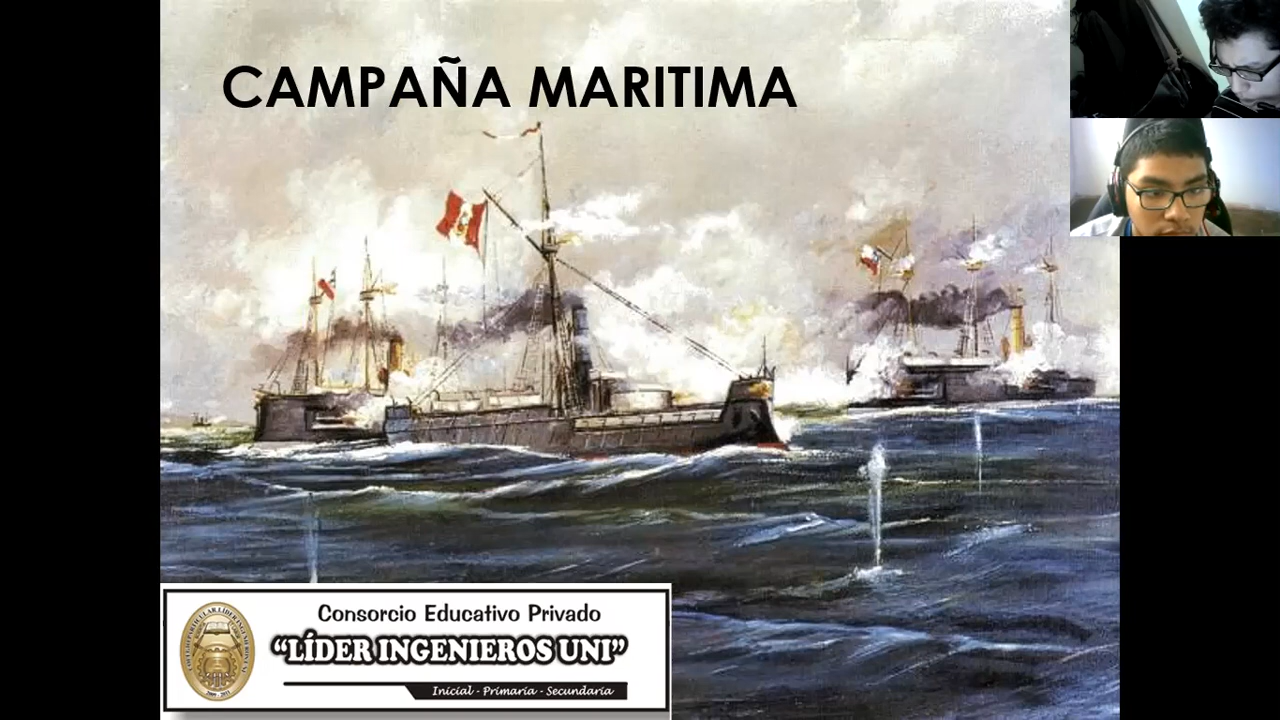 CAMPAÑA MARITIMA
Consorcio Educativo Privado
“LÍDER INGENIEROS UNI”
Inicial - Primaria - Secundaria